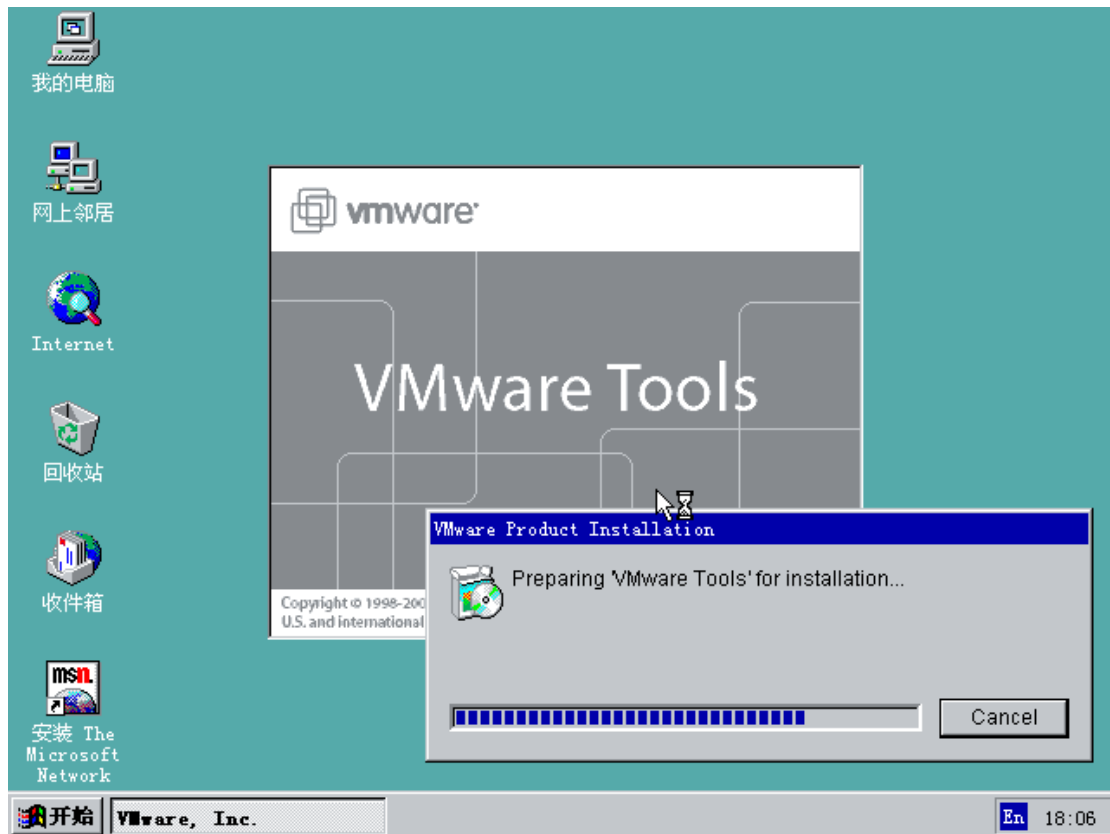 我的电脑
网上邻居
Internet
回收站
收件箱
msn.
安装 The
Microsoft
Network
vmware
VMware Tools
Copyright © 1998-200
U.S. and international
VMware Product Installation
Preparing 'VMware Tools' for installation...
Cancel
开始
VMware, Inc.
En
18:06